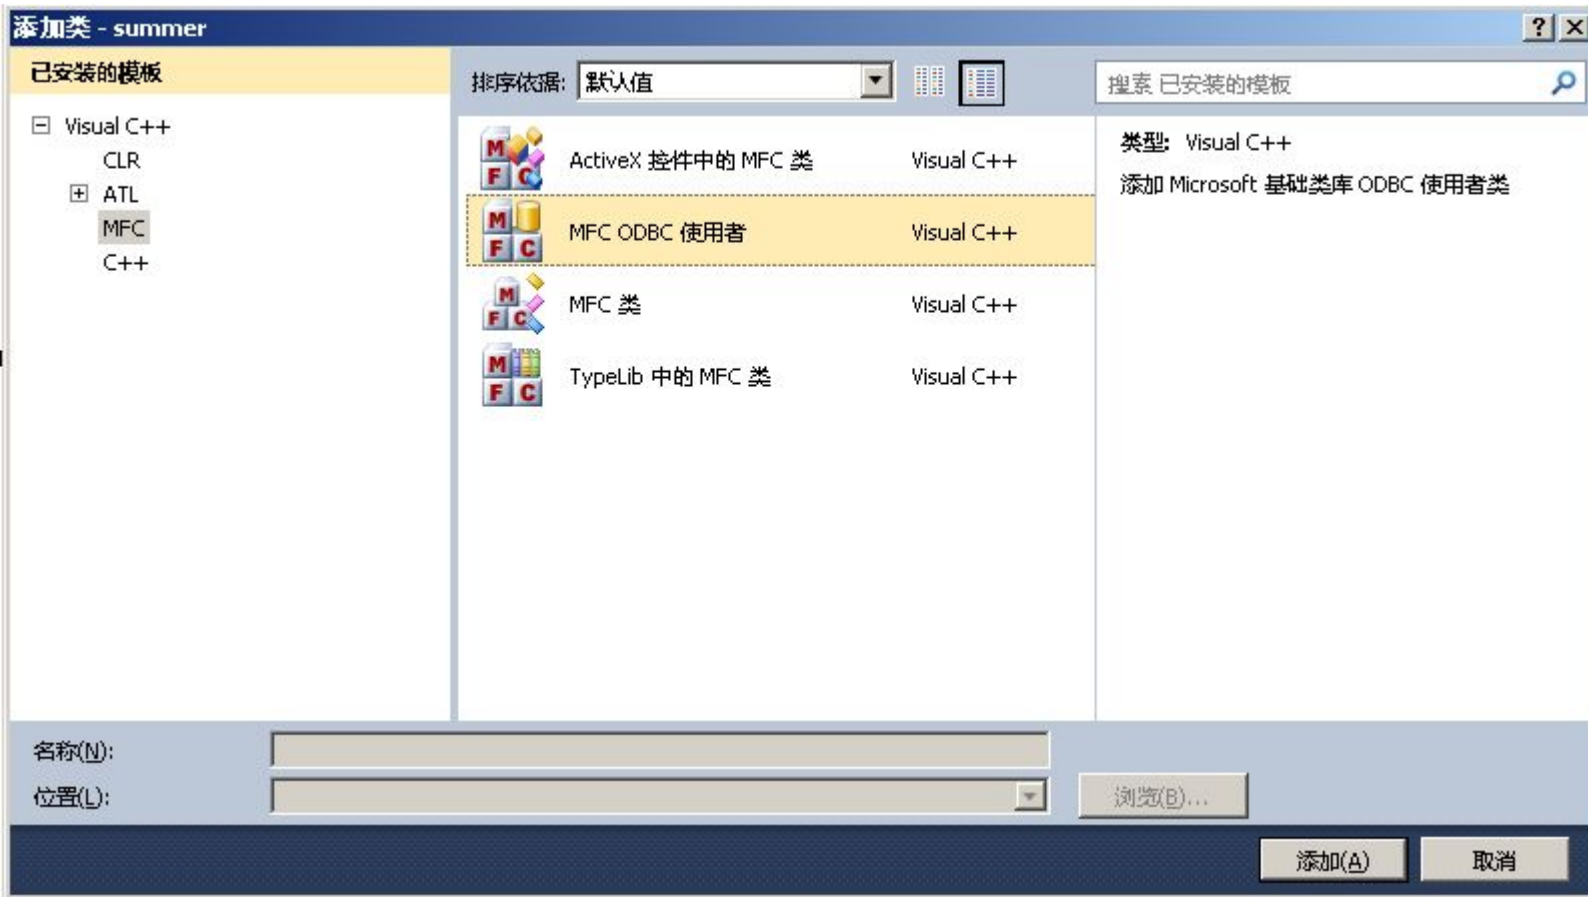 添加类 - summer
已安装的模板
排序依据: 默认值
搜索 已安装的模板
Visual C++
CLR
ATL
MFC
C++
ActiveX 控件中的 MFC 类 Visual C++
MFC ODBC 使用者 Visual C++
MFC 类 Visual C++
TypeLib 中的 MFC 类 Visual C++
类型: Visual C++
添加 Microsoft 基础类库 ODBC 使用者类
名称(N):
位置(L):
浏览(B)...
添加(A)
取消